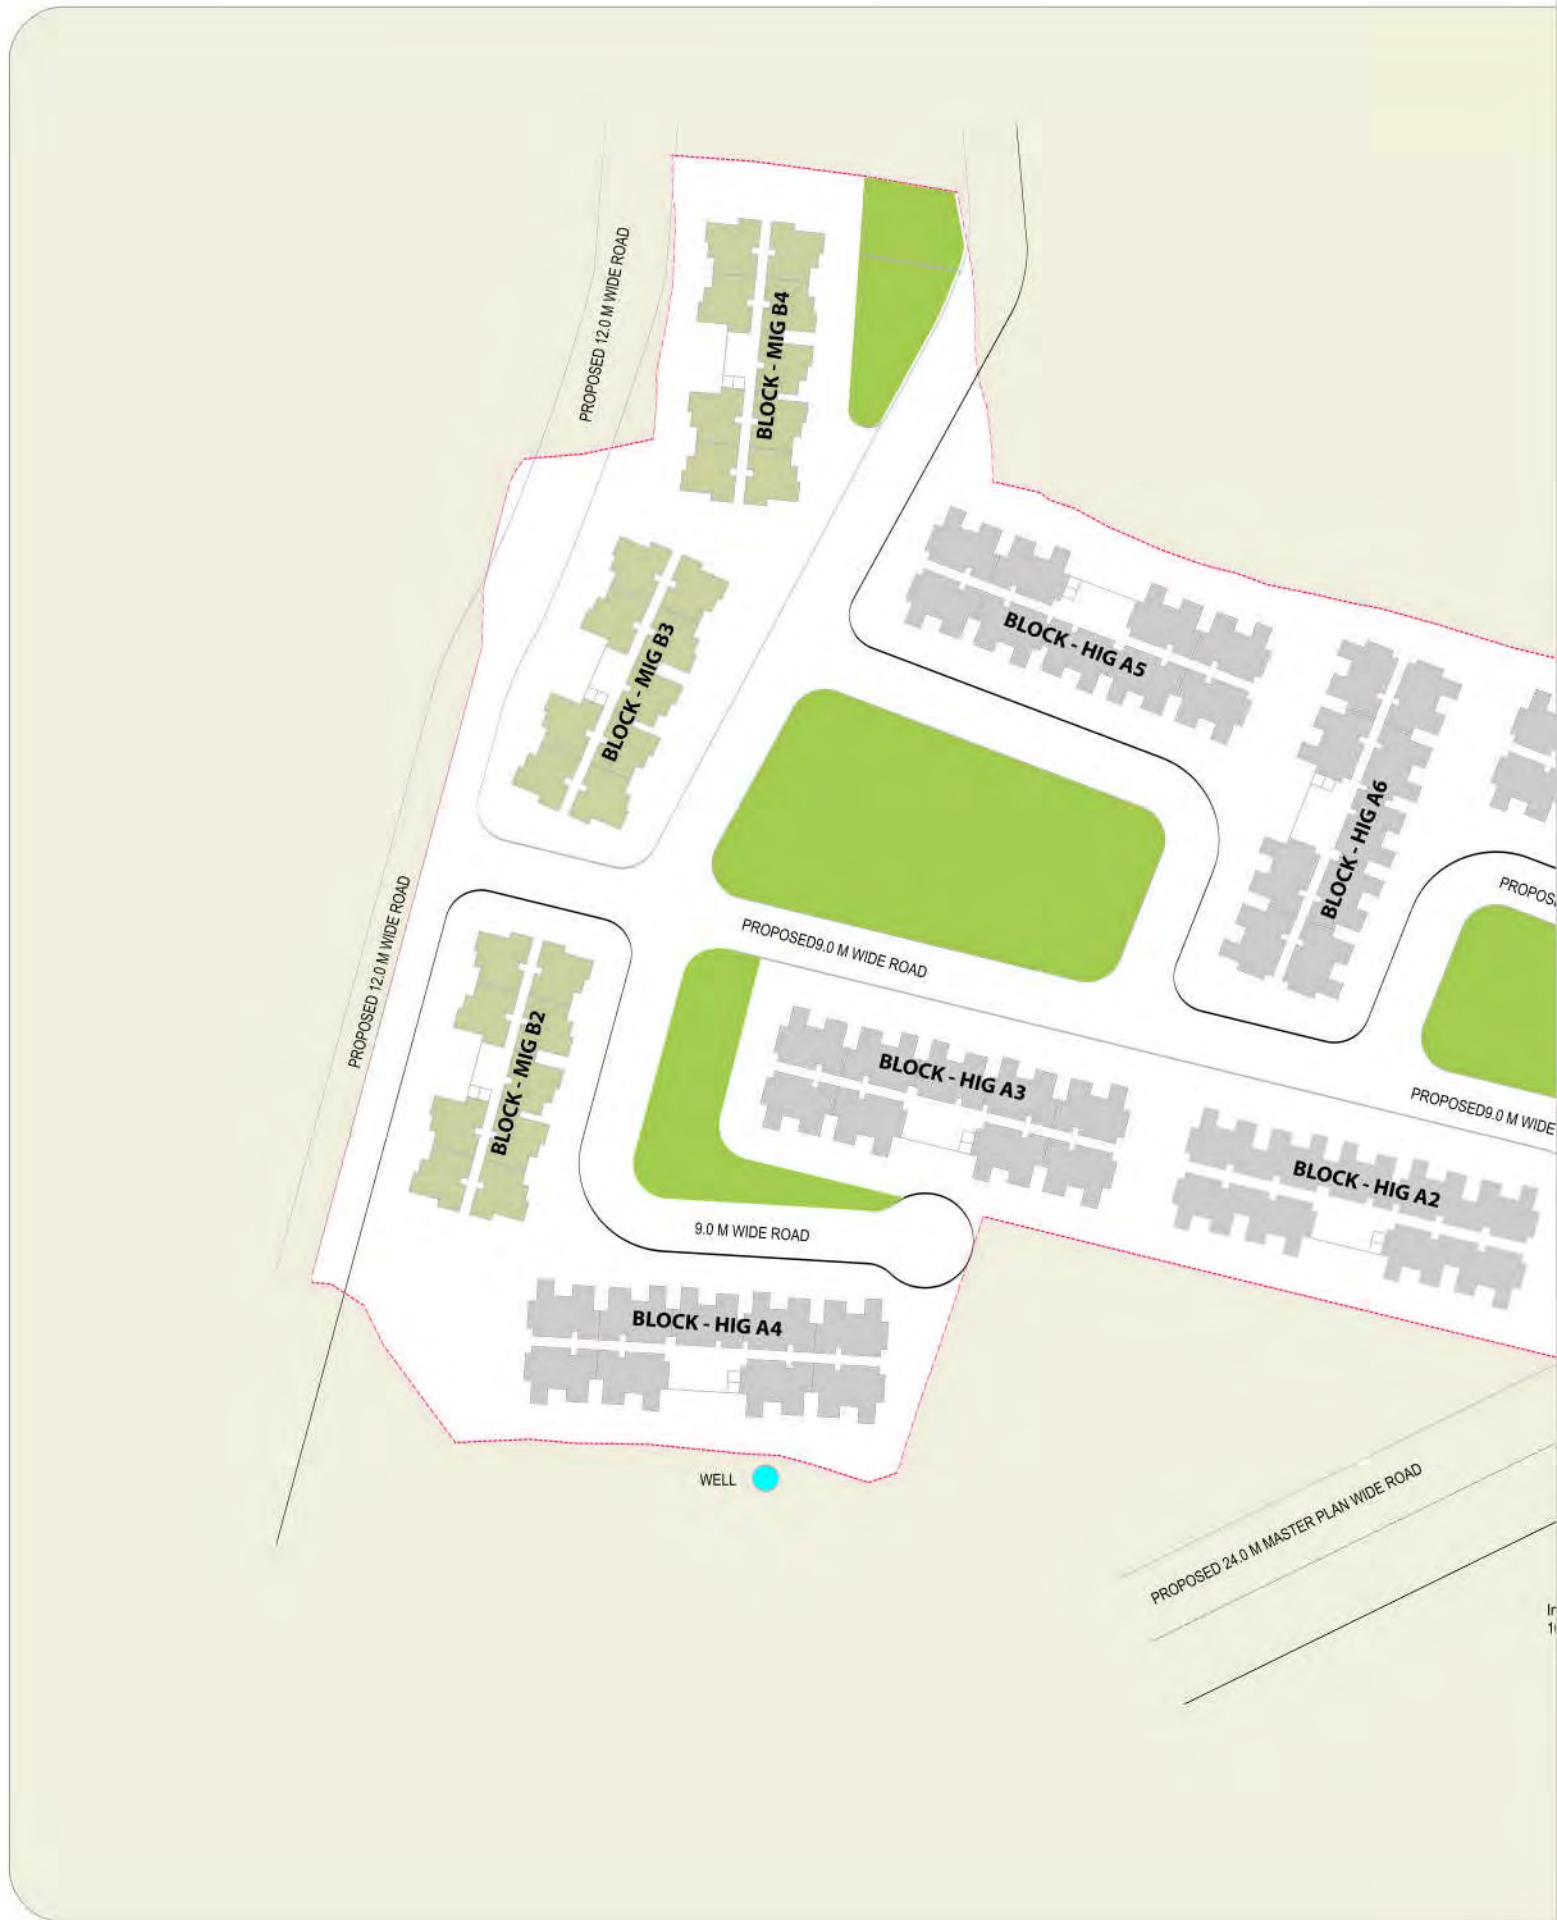 PROPOSED 12.0 M WIDE ROAD
BLOCK - MIG B4
BLOCK - MIG B3
BLOCK - HIG A5
BLOCK - HIG A6
PROPOSED 12.0 M WIDE ROAD
PROPOSED9.0 M WIDE ROAD
PROPOS
BLOCK - MIG B2
BLOCK - HIG A3
PROPOSED9.0 M WIDE
BLOCK - HIG A2
9.0 M WIDE ROAD
BLOCK - HIG A4
WELL
PROPOSED 24.0 M MASTER PLAN WIDE ROAD